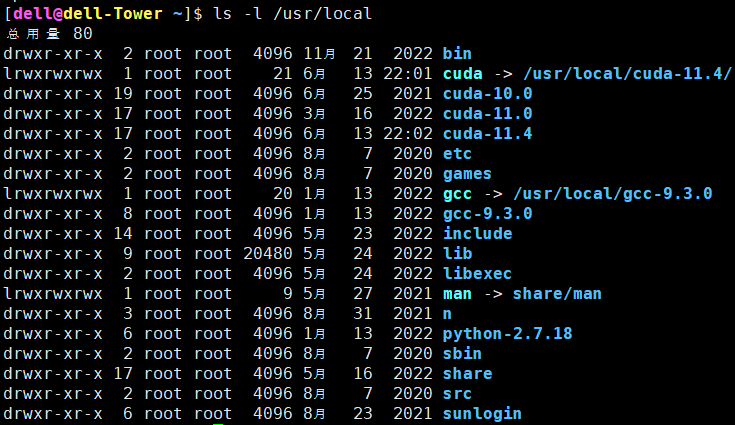 [dell@dell-Tower ~]$ ls -l /usr/local
总用量 80
drwxr-xr-x  2 root root  4096 11月  21  2022 bin
lrwxrwxrwx  1 root root    21 6月   13 22:01 cuda -> /usr/local/cuda-11.4/
drwxr-xr-x 19 root root  4096 6月   25  2021 cuda-10.0
drwxr-xr-x 17 root root  4096 3月   16  2022 cuda-11.0
drwxr-xr-x 17 root root  4096 6月   13 22:02 cuda-11.4
drwxr-xr-x  2 root root  4096 8月    7  2020 etc
drwxr-xr-x  2 root root  4096 8月    7  2020 games
lrwxrwxrwx  1 root root    20 1月   13  2022 gcc -> /usr/local/gcc-9.3.0
drwxr-xr-x  8 root root  4096 1月   13  2022 gcc-9.3.0
drwxr-xr-x 14 root root  4096 5月   23  2022 include
drwxr-xr-x  9 root root 20480 5月   24  2022 lib
drwxr-xr-x  2 root root  4096 5月   24  2022 libexec
lrwxrwxrwx  1 root root     9 5月   27  2021 man -> share/man
drwxr-xr-x  3 root root  4096 8月   31  2021 n
drwxr-xr-x  6 root root  4096 1月   13  2022 python-2.7.18
drwxr-xr-x  2 root root  4096 8月    7  2020 sbin
drwxr-xr-x 17 root root  4096 5月   16  2022 share
drwxr-xr-x  2 root root  4096 8月    7  2020 src
drwxr-xr-x  6 root root  4096 8月   23  2021 sunlogin